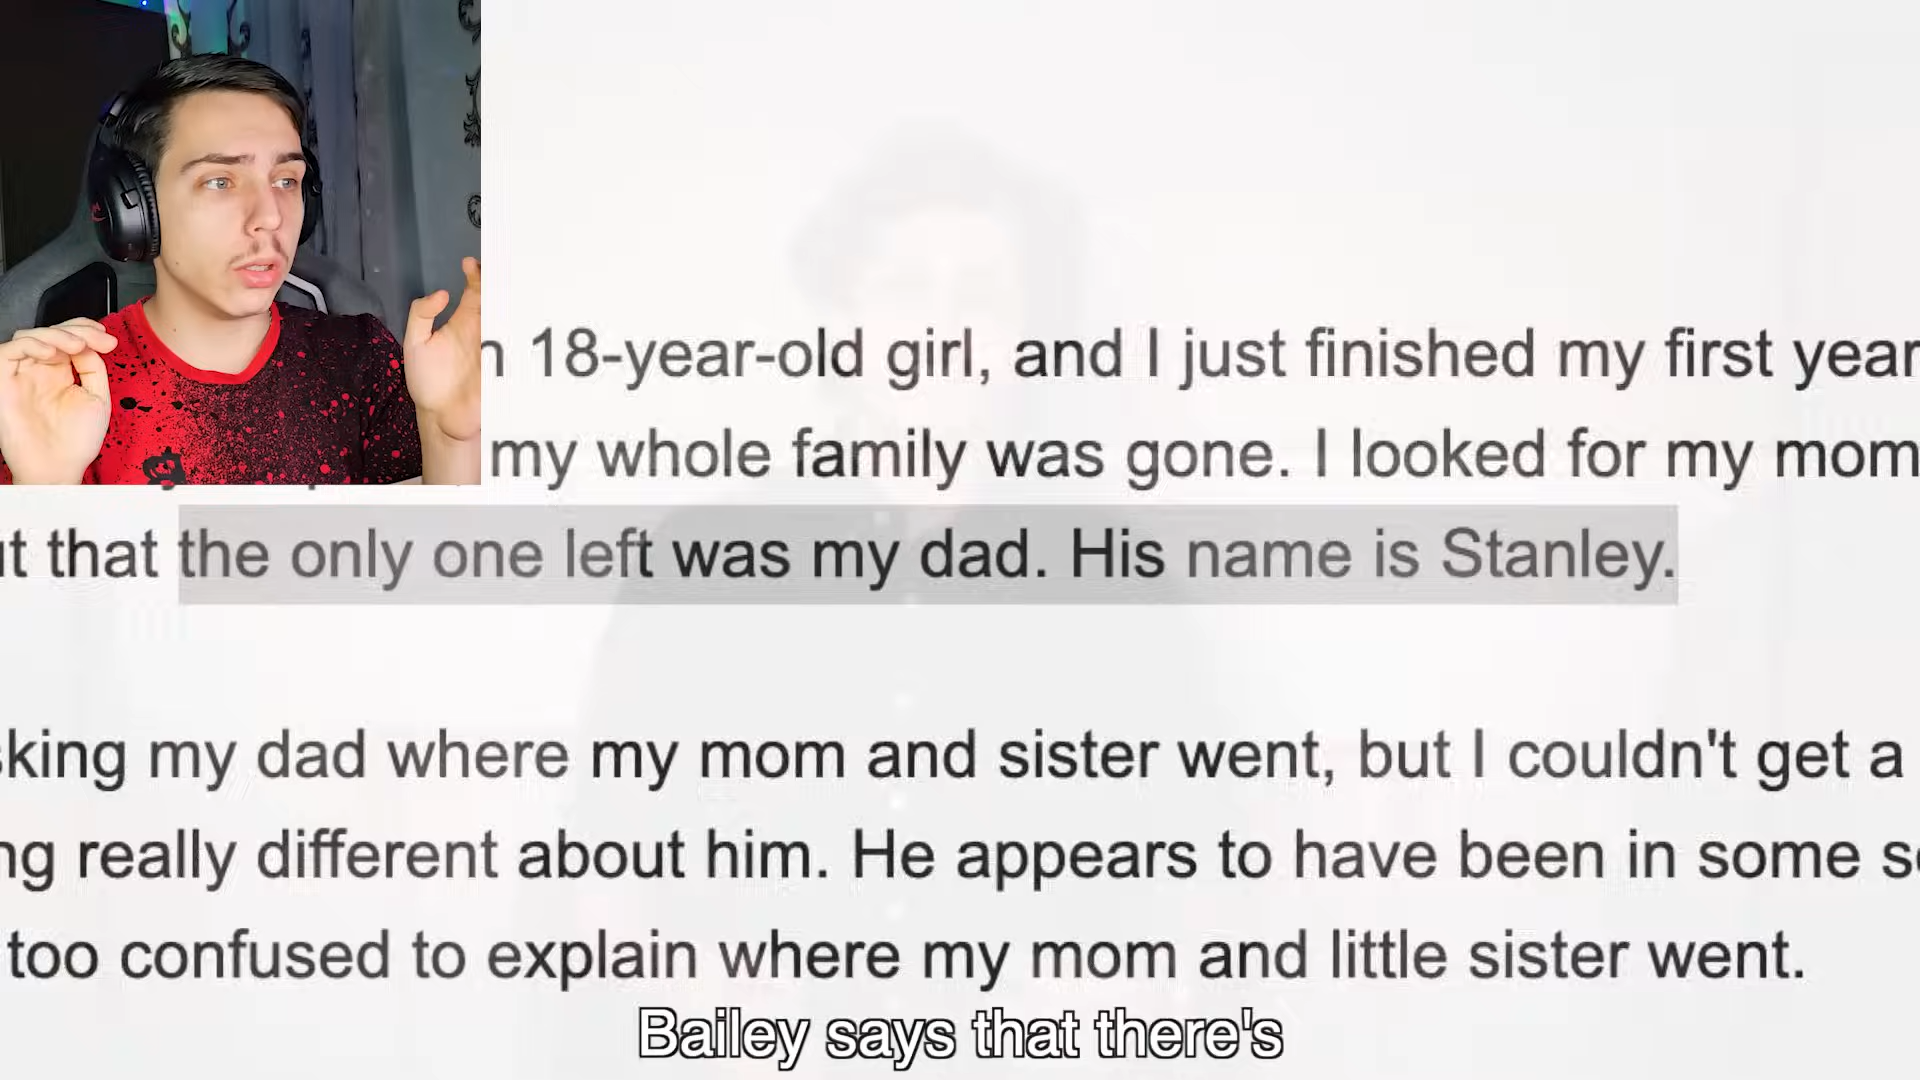 18-year-old girl, and I just finished my first year
my whole family was gone. I looked for my mom
that the only one left was my dad. His name is Stanley.
my dad where my mom and sister went, but I couldn't get a
really different about him. He appears to have been in some
too confused to explain where my mom and little sister went.
Bailey says that there's